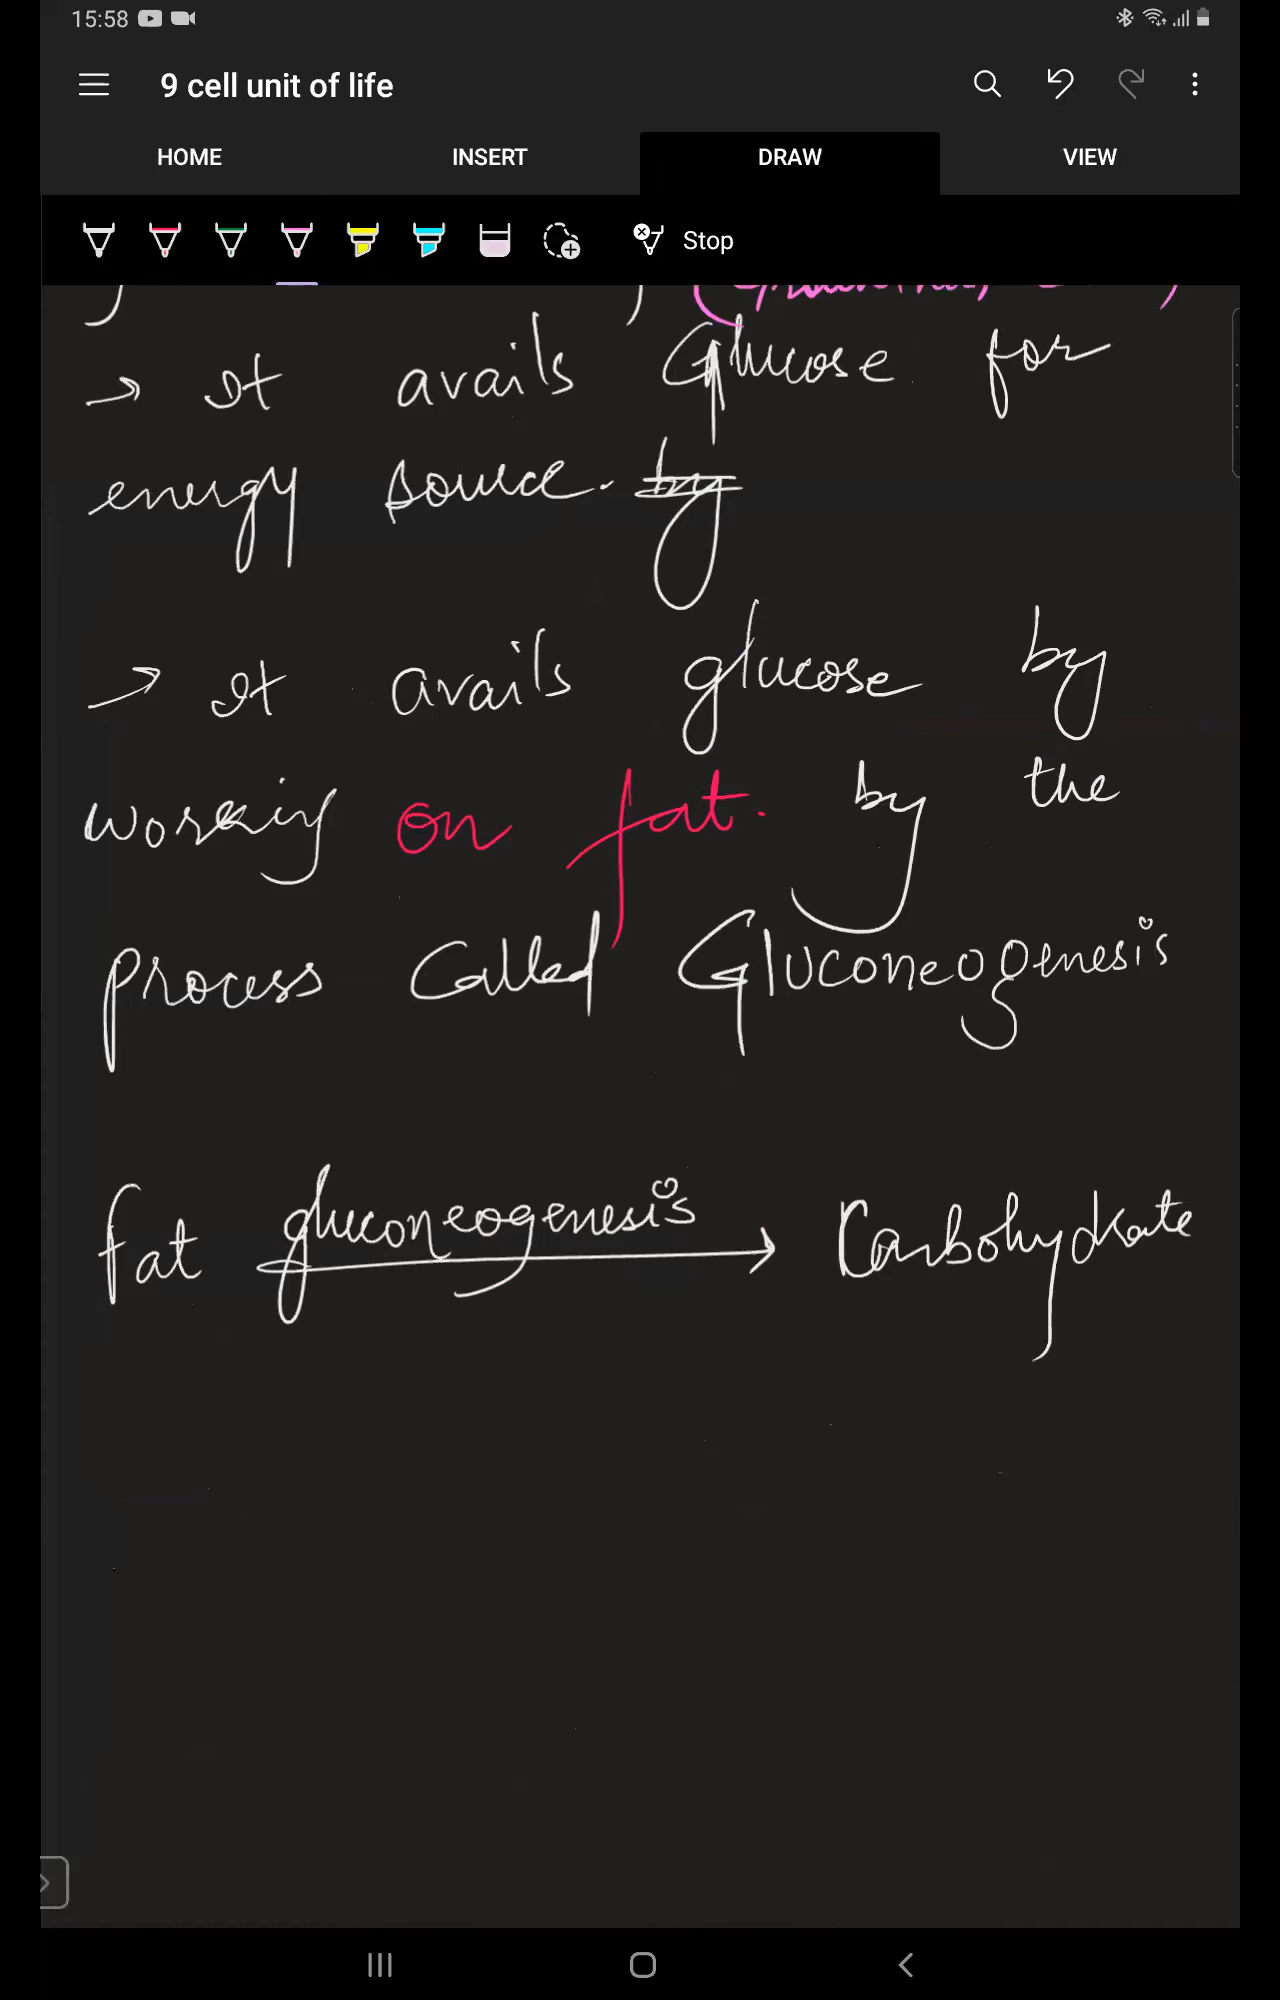 15:58
9 cell unit of life
HOME INSERT DRAW VIEW
Stop
→ It avails Glucose for
energy source. by
→ It avails glucose by
working on fat. by the
process called Gluconeogenesis
fat gluconeogenesis → Carbohydrate